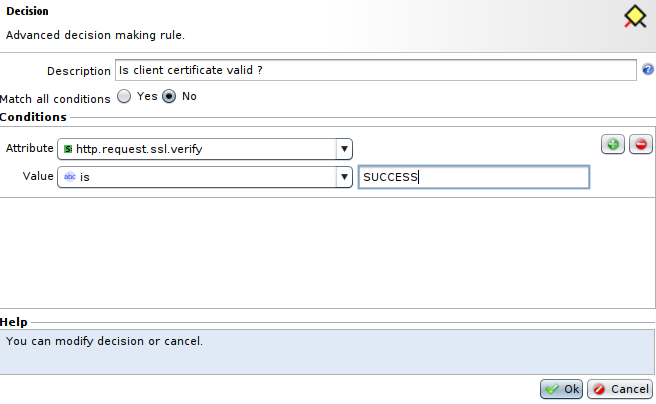 Decision
Advanced decision making rule.
Description Is client certificate valid ?
Match all conditions Yes No
Conditions
Attribute S http.request.ssl.verify
Value abc is SUCCESS
Help
You can modify decision or cancel.
Ok Cancel